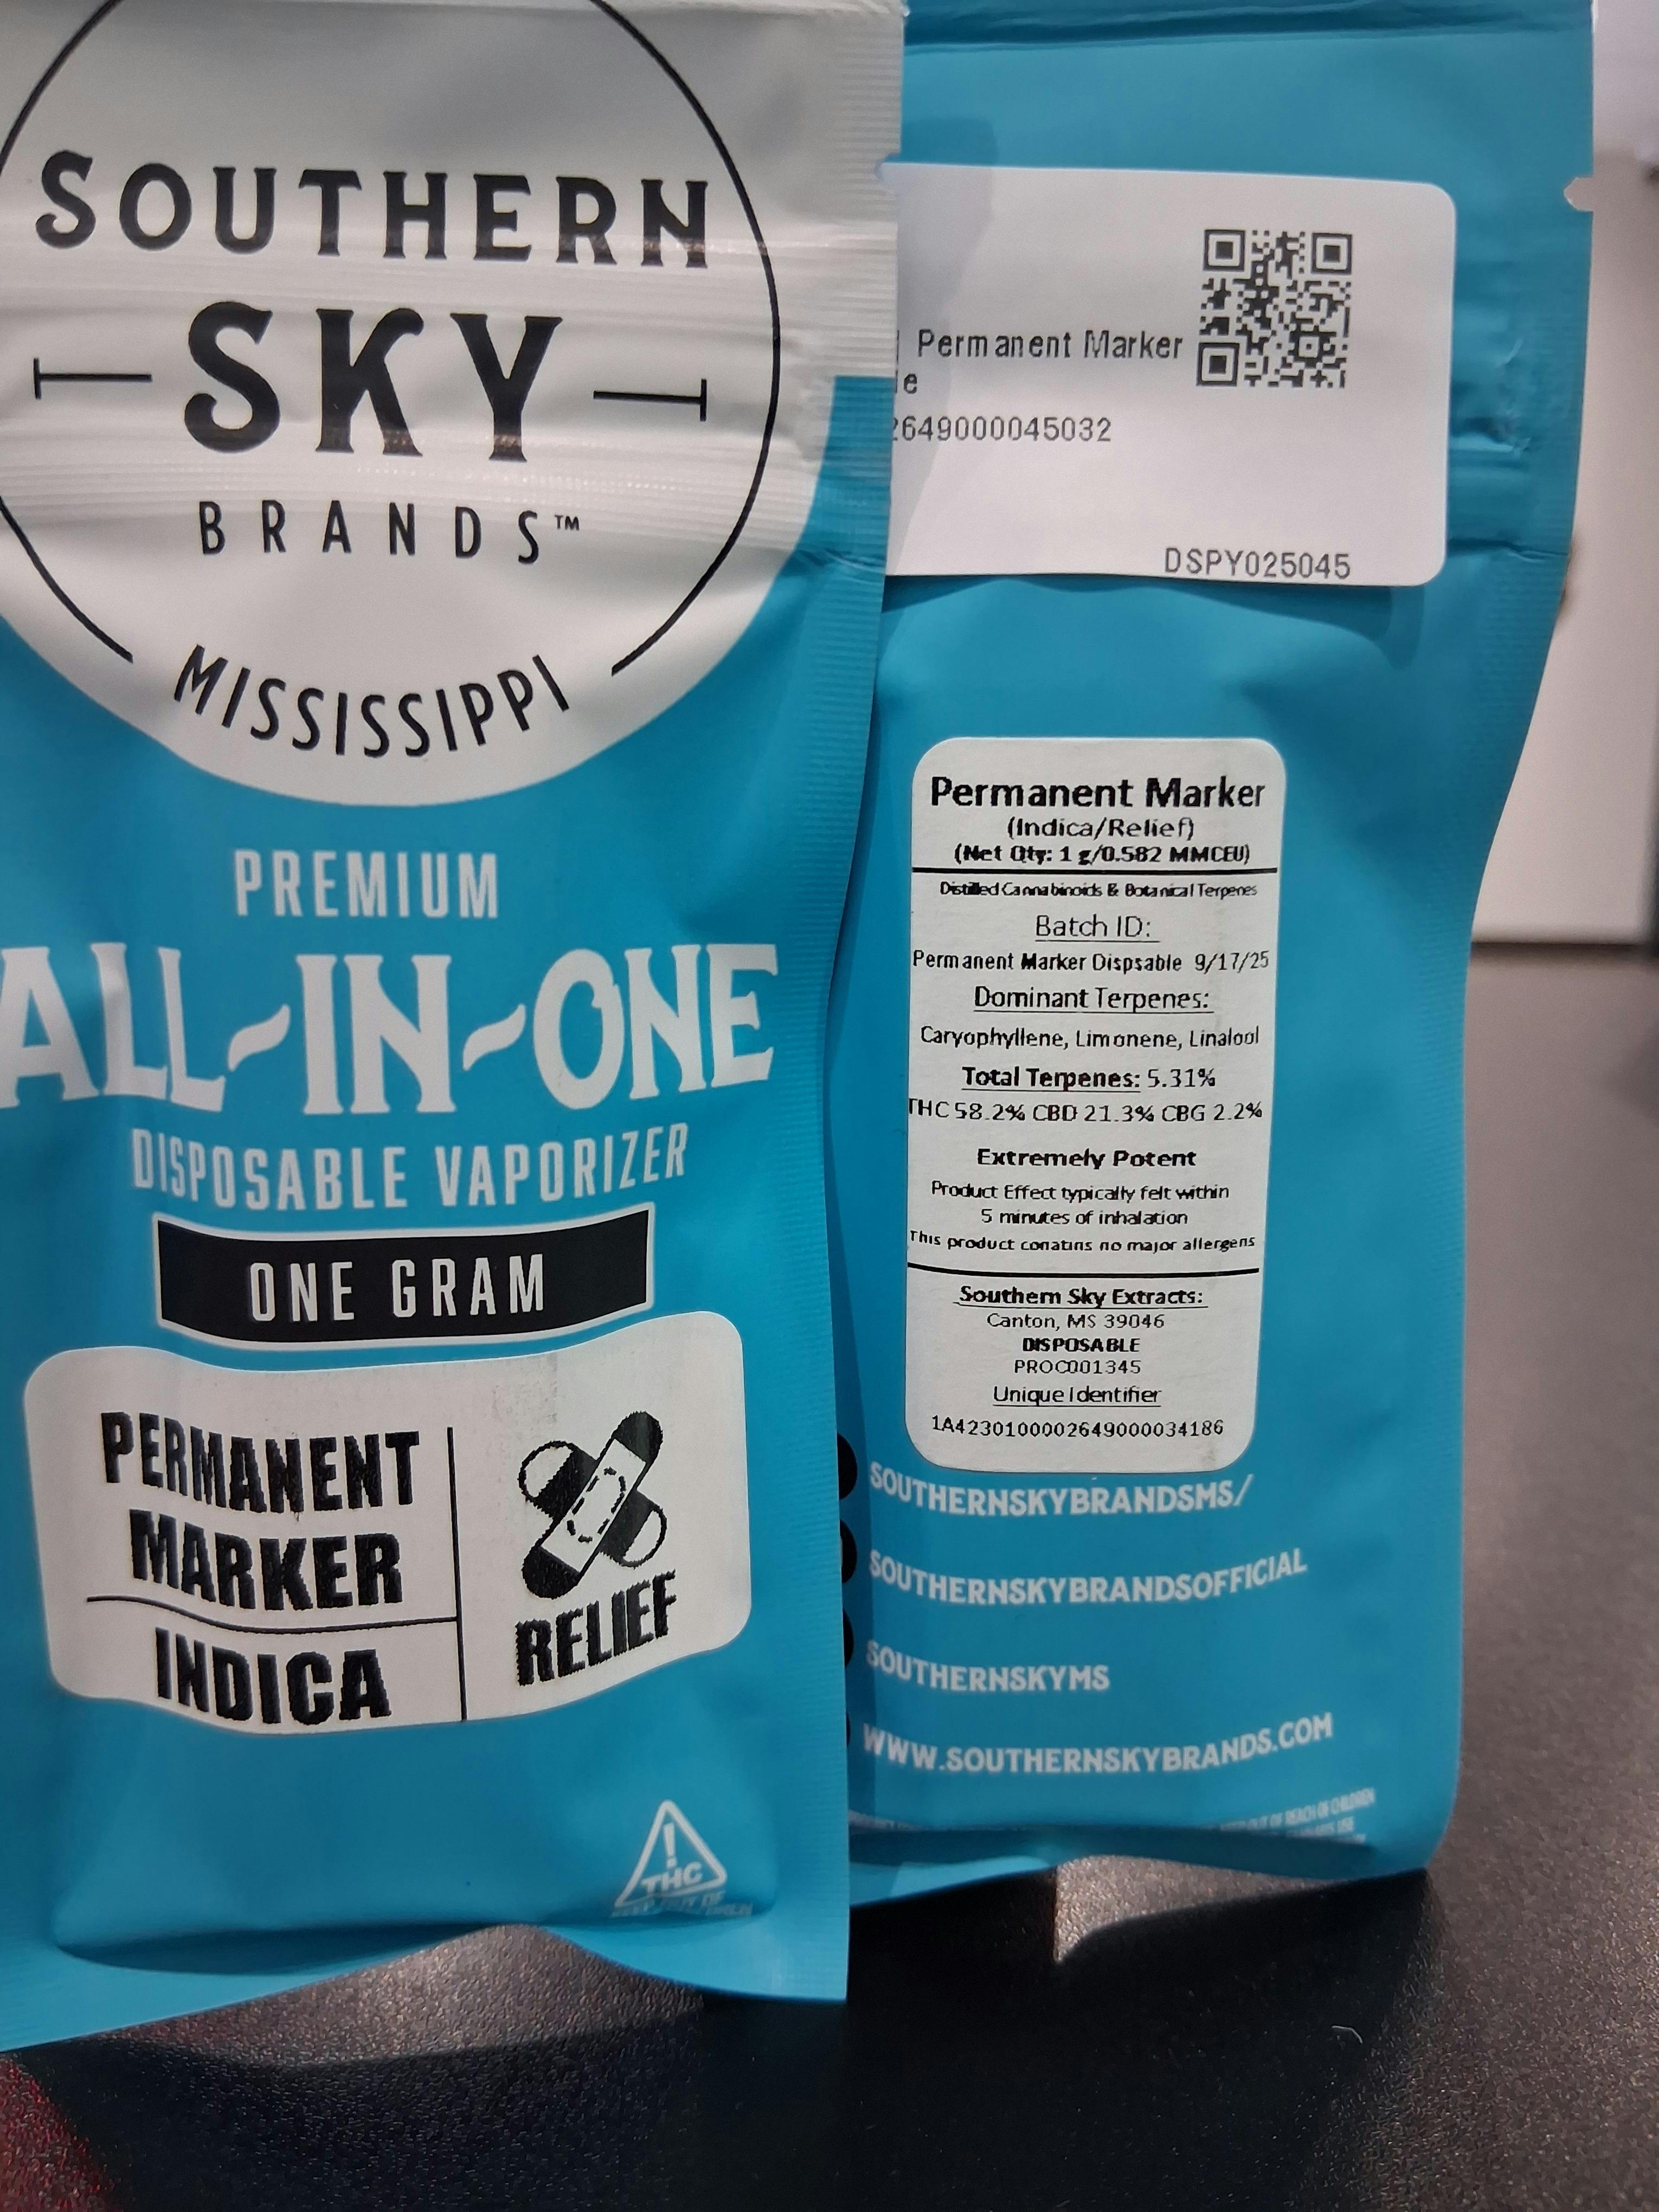 SOUTHERN
SKY
BRANDS™
MISSISSIPPI
PREMIUM
ALL-IN-ONE
DISPOSABLE VAPORIZER
ONE GRAM
PERMANENT
MARKER
INDICA
RELIEF
THC
Permanent Marker
2649000045032
DSPY025045
Permanent Marker
(Indica/Relief)
(Net Qty: 1 g/0.582 MMCEU)
Distilled Cannabinoids & Botanical Terpenes
Batch ID:
Permanent Marker Dispsable 9/17/25
Dominant Terpenes:
Caryophyllene, Limonene, Linalool
Total Terpenes: 5.31%
THC 58.2% CBD 21.3% CBG 2.2%
Extremely Potent
Product Effect typically felt within
5 minutes of inhalation
This product conatins no major allergens
Southern Sky Extracts:
Canton, MS 39046
DISPOSABLE
PROC001345
Unique Identifier
1A4230100002649000034186
SOUTHERNSKYBRANDSMS/
SOUTHERNSKYBRANDSOFFICIAL
SOUTHERNSKYMS
WWW.SOUTHERNSKYBRANDS.COM
OUT OF REACH OF CHILDREN